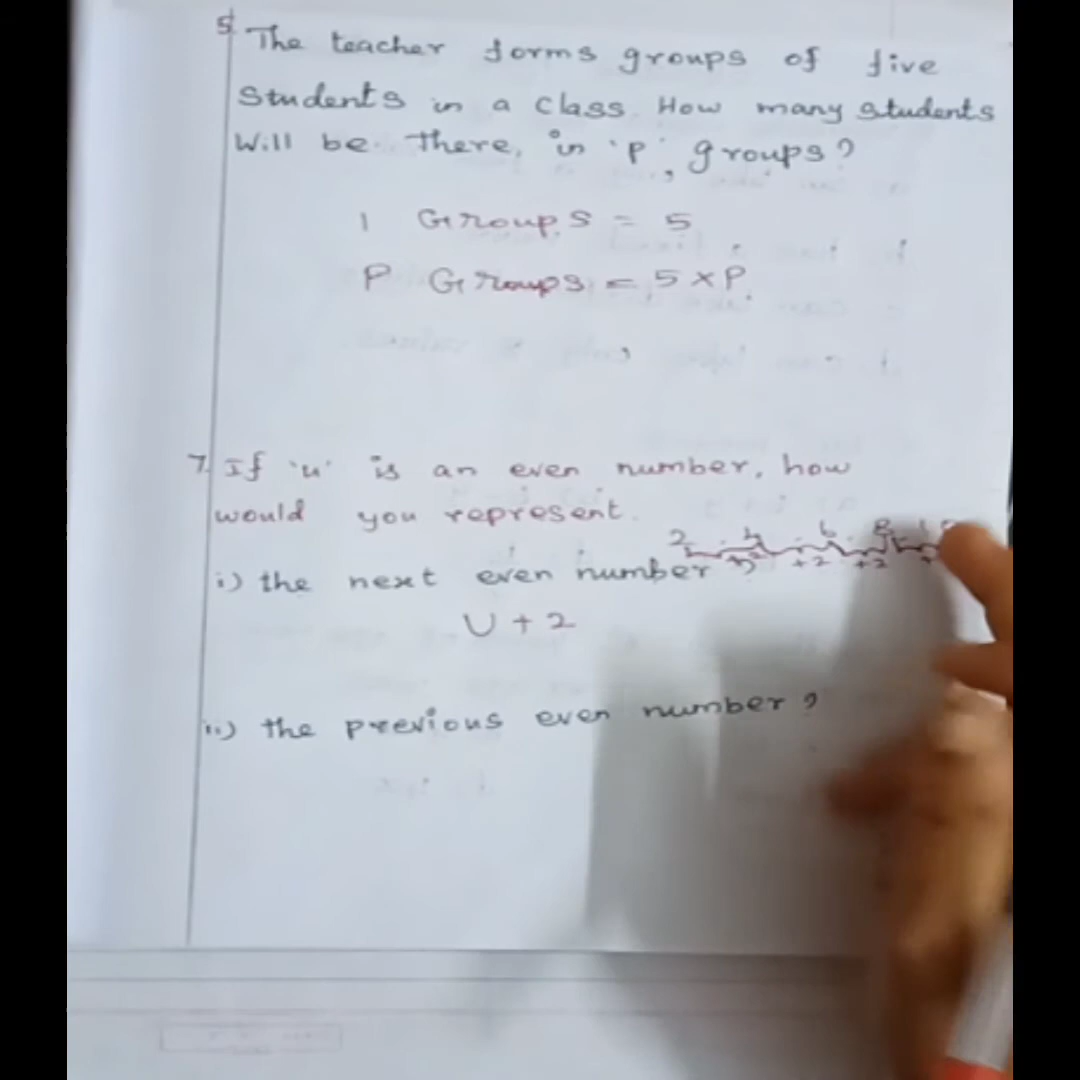 5. The teacher forms groups of five
students in a class. How many students
will be there, in 'p' groups?
1 Groups = 5
P Groups = 5 × P.
7. If 'u' is an even number, how
would you represent.
2 4 6 8
+2 +2 +2
i) the next even number
U + 2
ii) the previous even number?